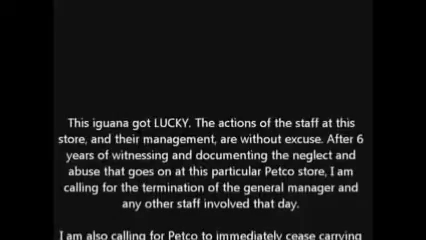 This iguana got LUCKY. The actions of the staff at this
store, and their management, are without excuse. After 6
years of witnessing and documenting the neglect and
abuse that goes on at this particular Petco store, I am
calling for the termination of the general manager and
any other staff involved that day.
I am also calling for Petco to immediately cease carrying